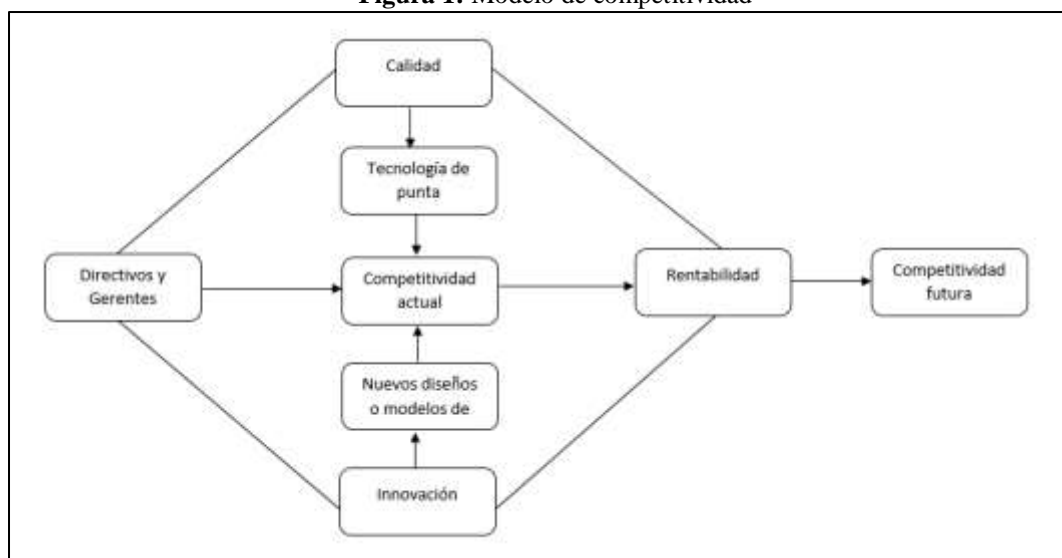 Figura 1. Modelo de competitividad
Calidad
Tecnología de
punta
Directivos y
Gerentes
Competitividad
actual
Rentabilidad
Competitividad
futura
Nuevos diseños
o modelos de
Innovación